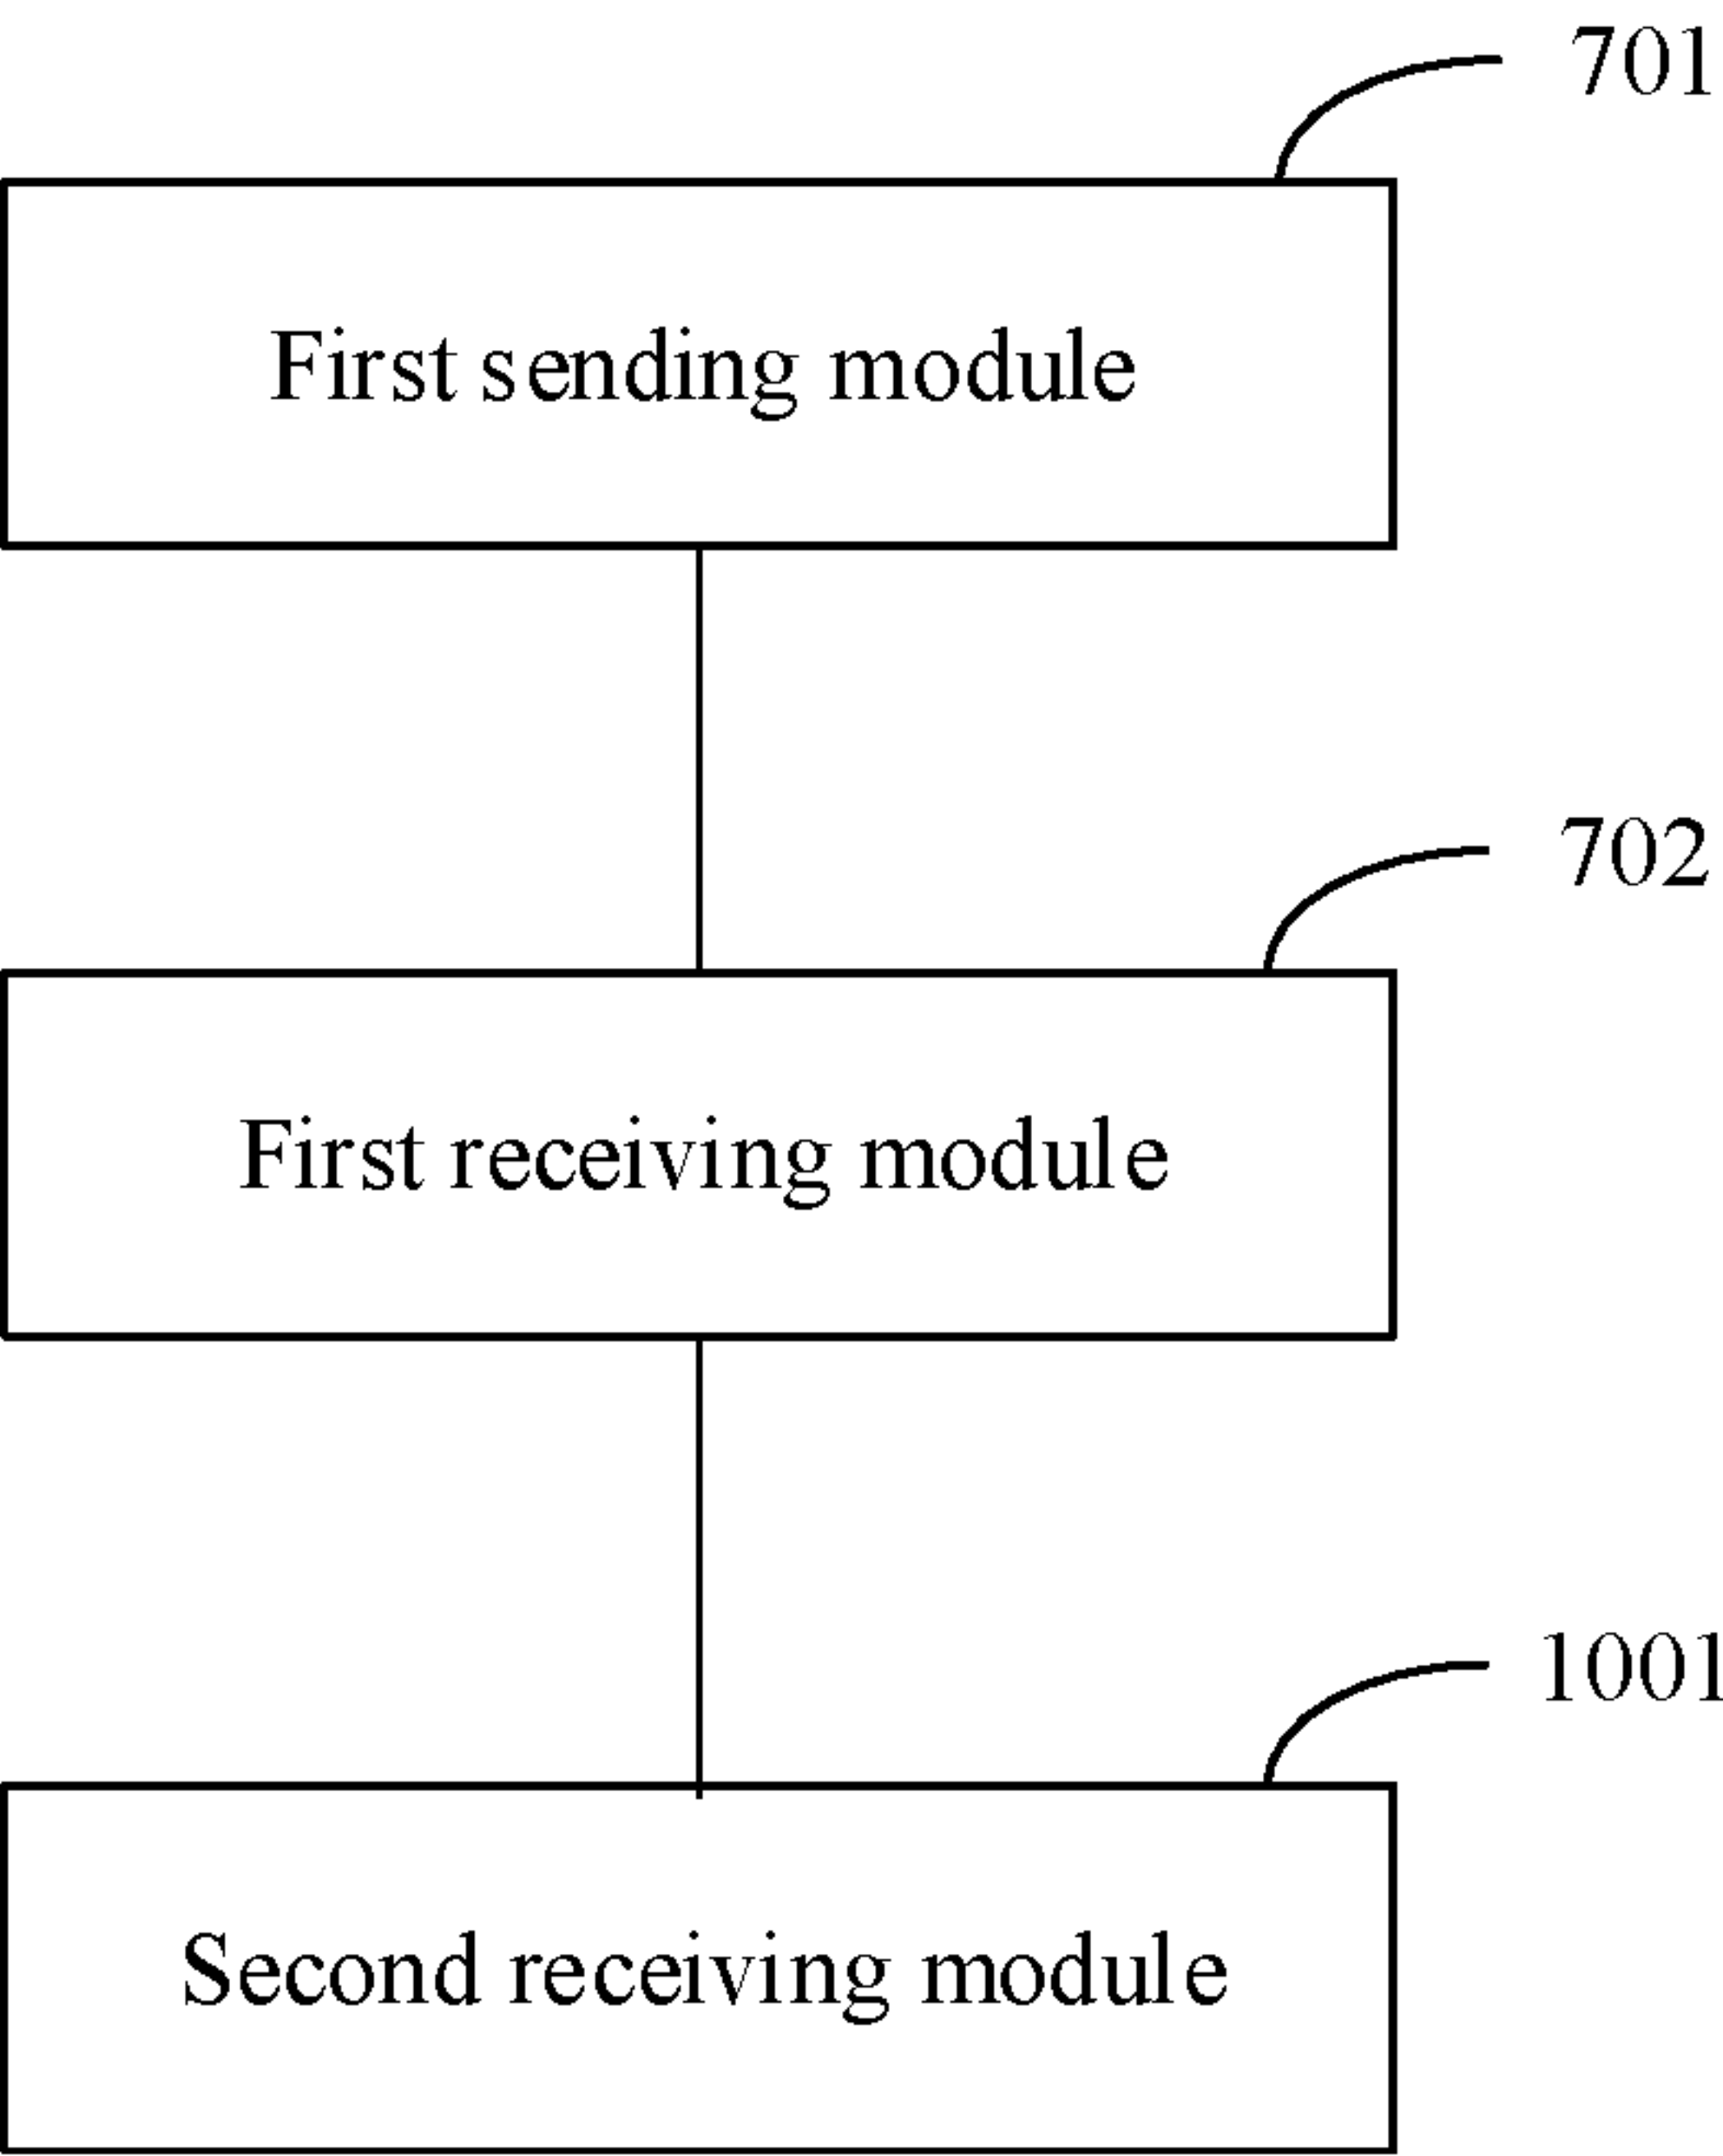 701
First sending module
702
First receiving module
1001
Second receiving module